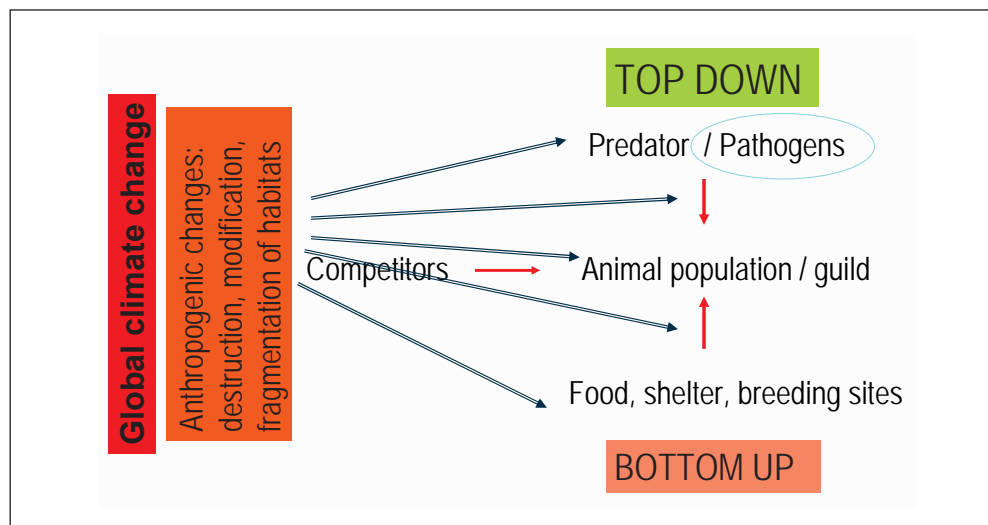 Global climate change
Anthropogenic changes:
destruction, modification,
fragmentation of habitats
TOP DOWN
Predator / Pathogens
Competitors
Animal population / guild
Food, shelter, breeding sites
BOTTOM UP